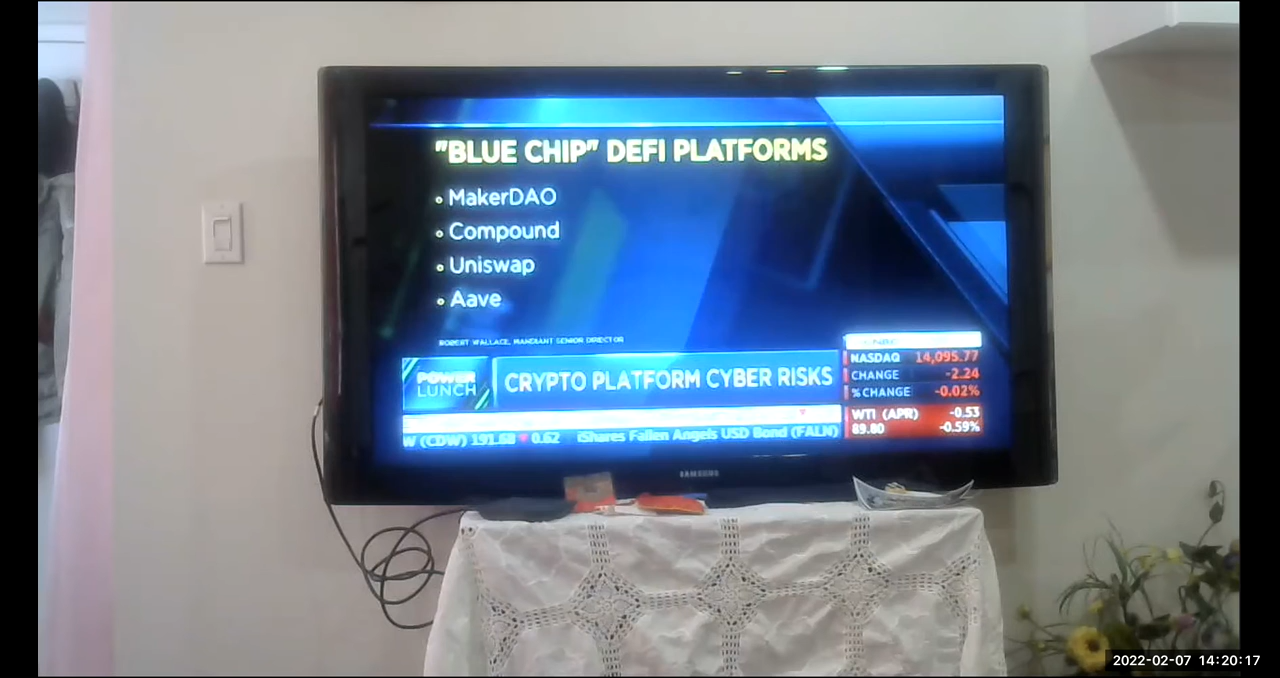 "BLUE CHIP" DEFI PLATFORMS
• MakerDAO
• Compound
• Uniswap
• Aave
ROBERT WALLACE, MANDIANT SENIOR DIRECTOR
POWER
LUNCH
CRYPTO PLATFORM CYBER RISKS
NASDAQ 14,095.77
CHANGE -2.24
% CHANGE -0.02%
WTI (APR) -0.53
89.80 -0.59%
W (CDW) 191.68 ▼ 0.62 iShares Fallen Angels USD Bond (FALN)
SAMSUNG
2022-02-07 14:20:17